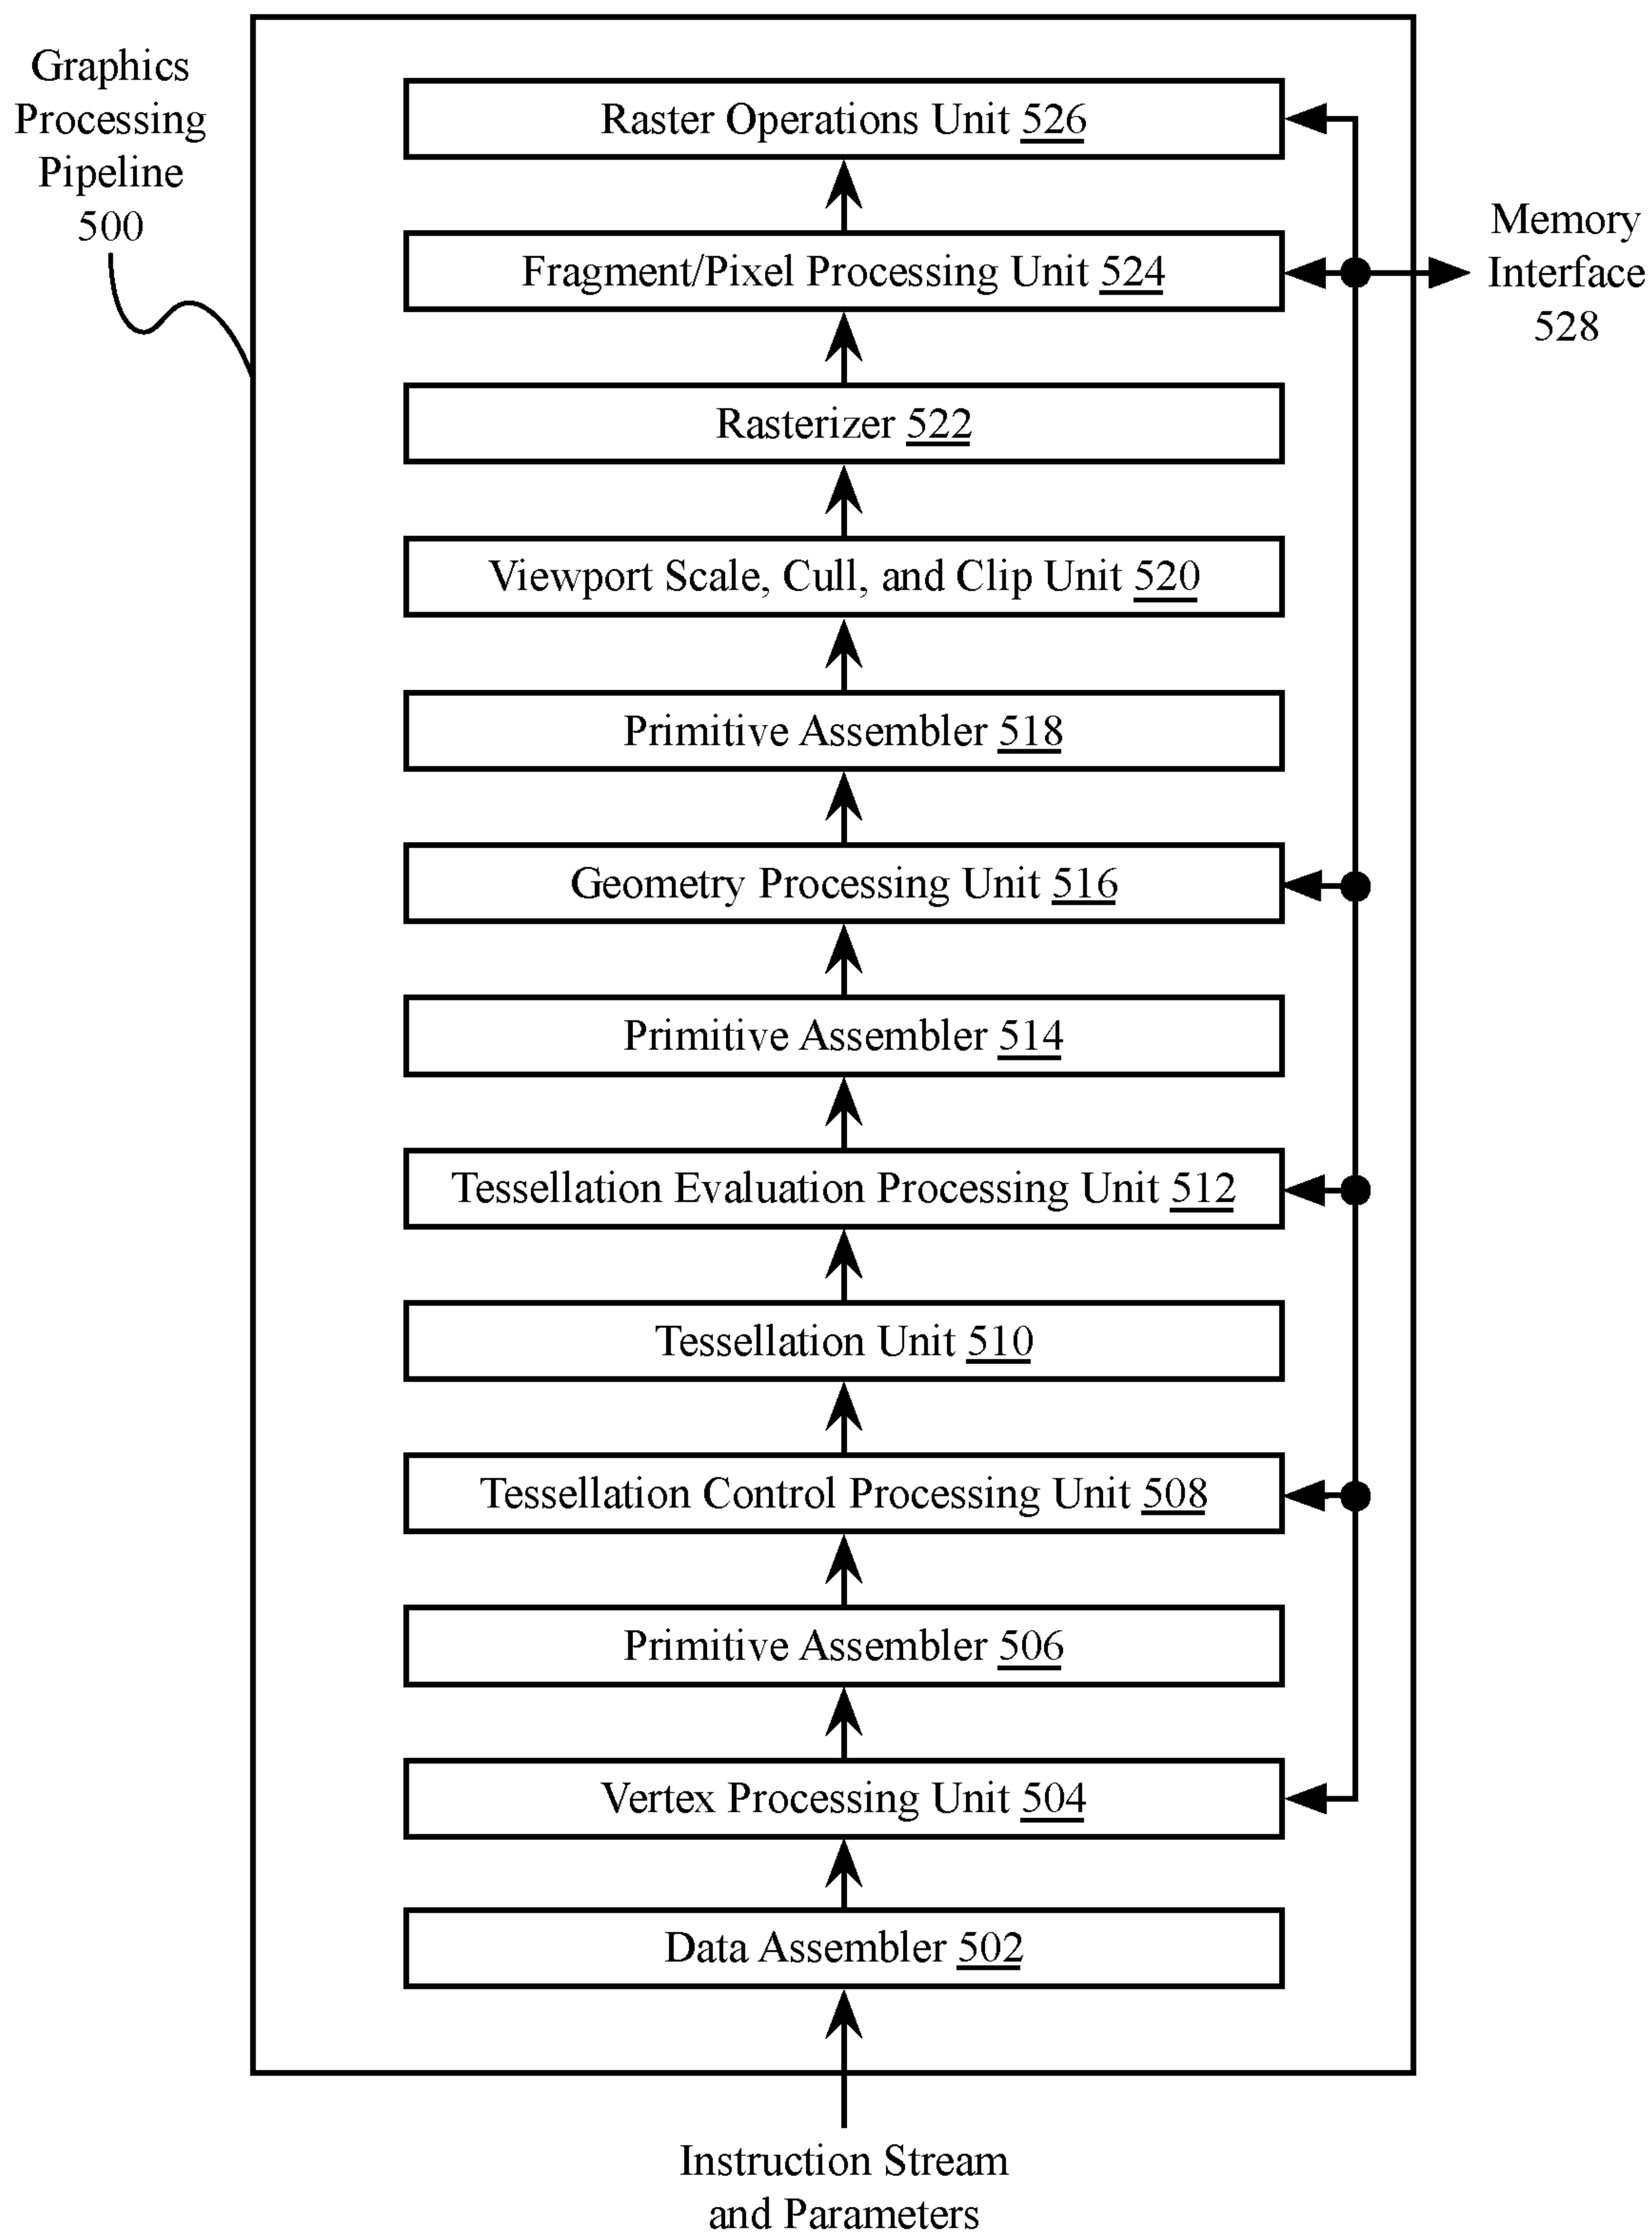 Graphics
Processing
Pipeline
500
Raster Operations Unit 526
Fragment/Pixel Processing Unit 524
Memory
Interface
528
Rasterizer 522
Viewport Scale, Cull, and Clip Unit 520
Primitive Assembler 518
Geometry Processing Unit 516
Primitive Assembler 514
Tessellation Evaluation Processing Unit 512
Tessellation Unit 510
Tessellation Control Processing Unit 508
Primitive Assembler 506
Vertex Processing Unit 504
Data Assembler 502
Instruction Stream
and Parameters